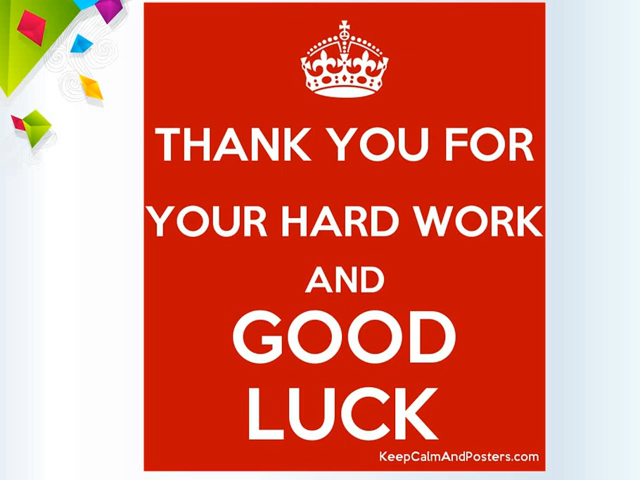 THANK YOU FOR
YOUR HARD WORK
AND
GOOD
LUCK
KeepCalmAndPosters.com